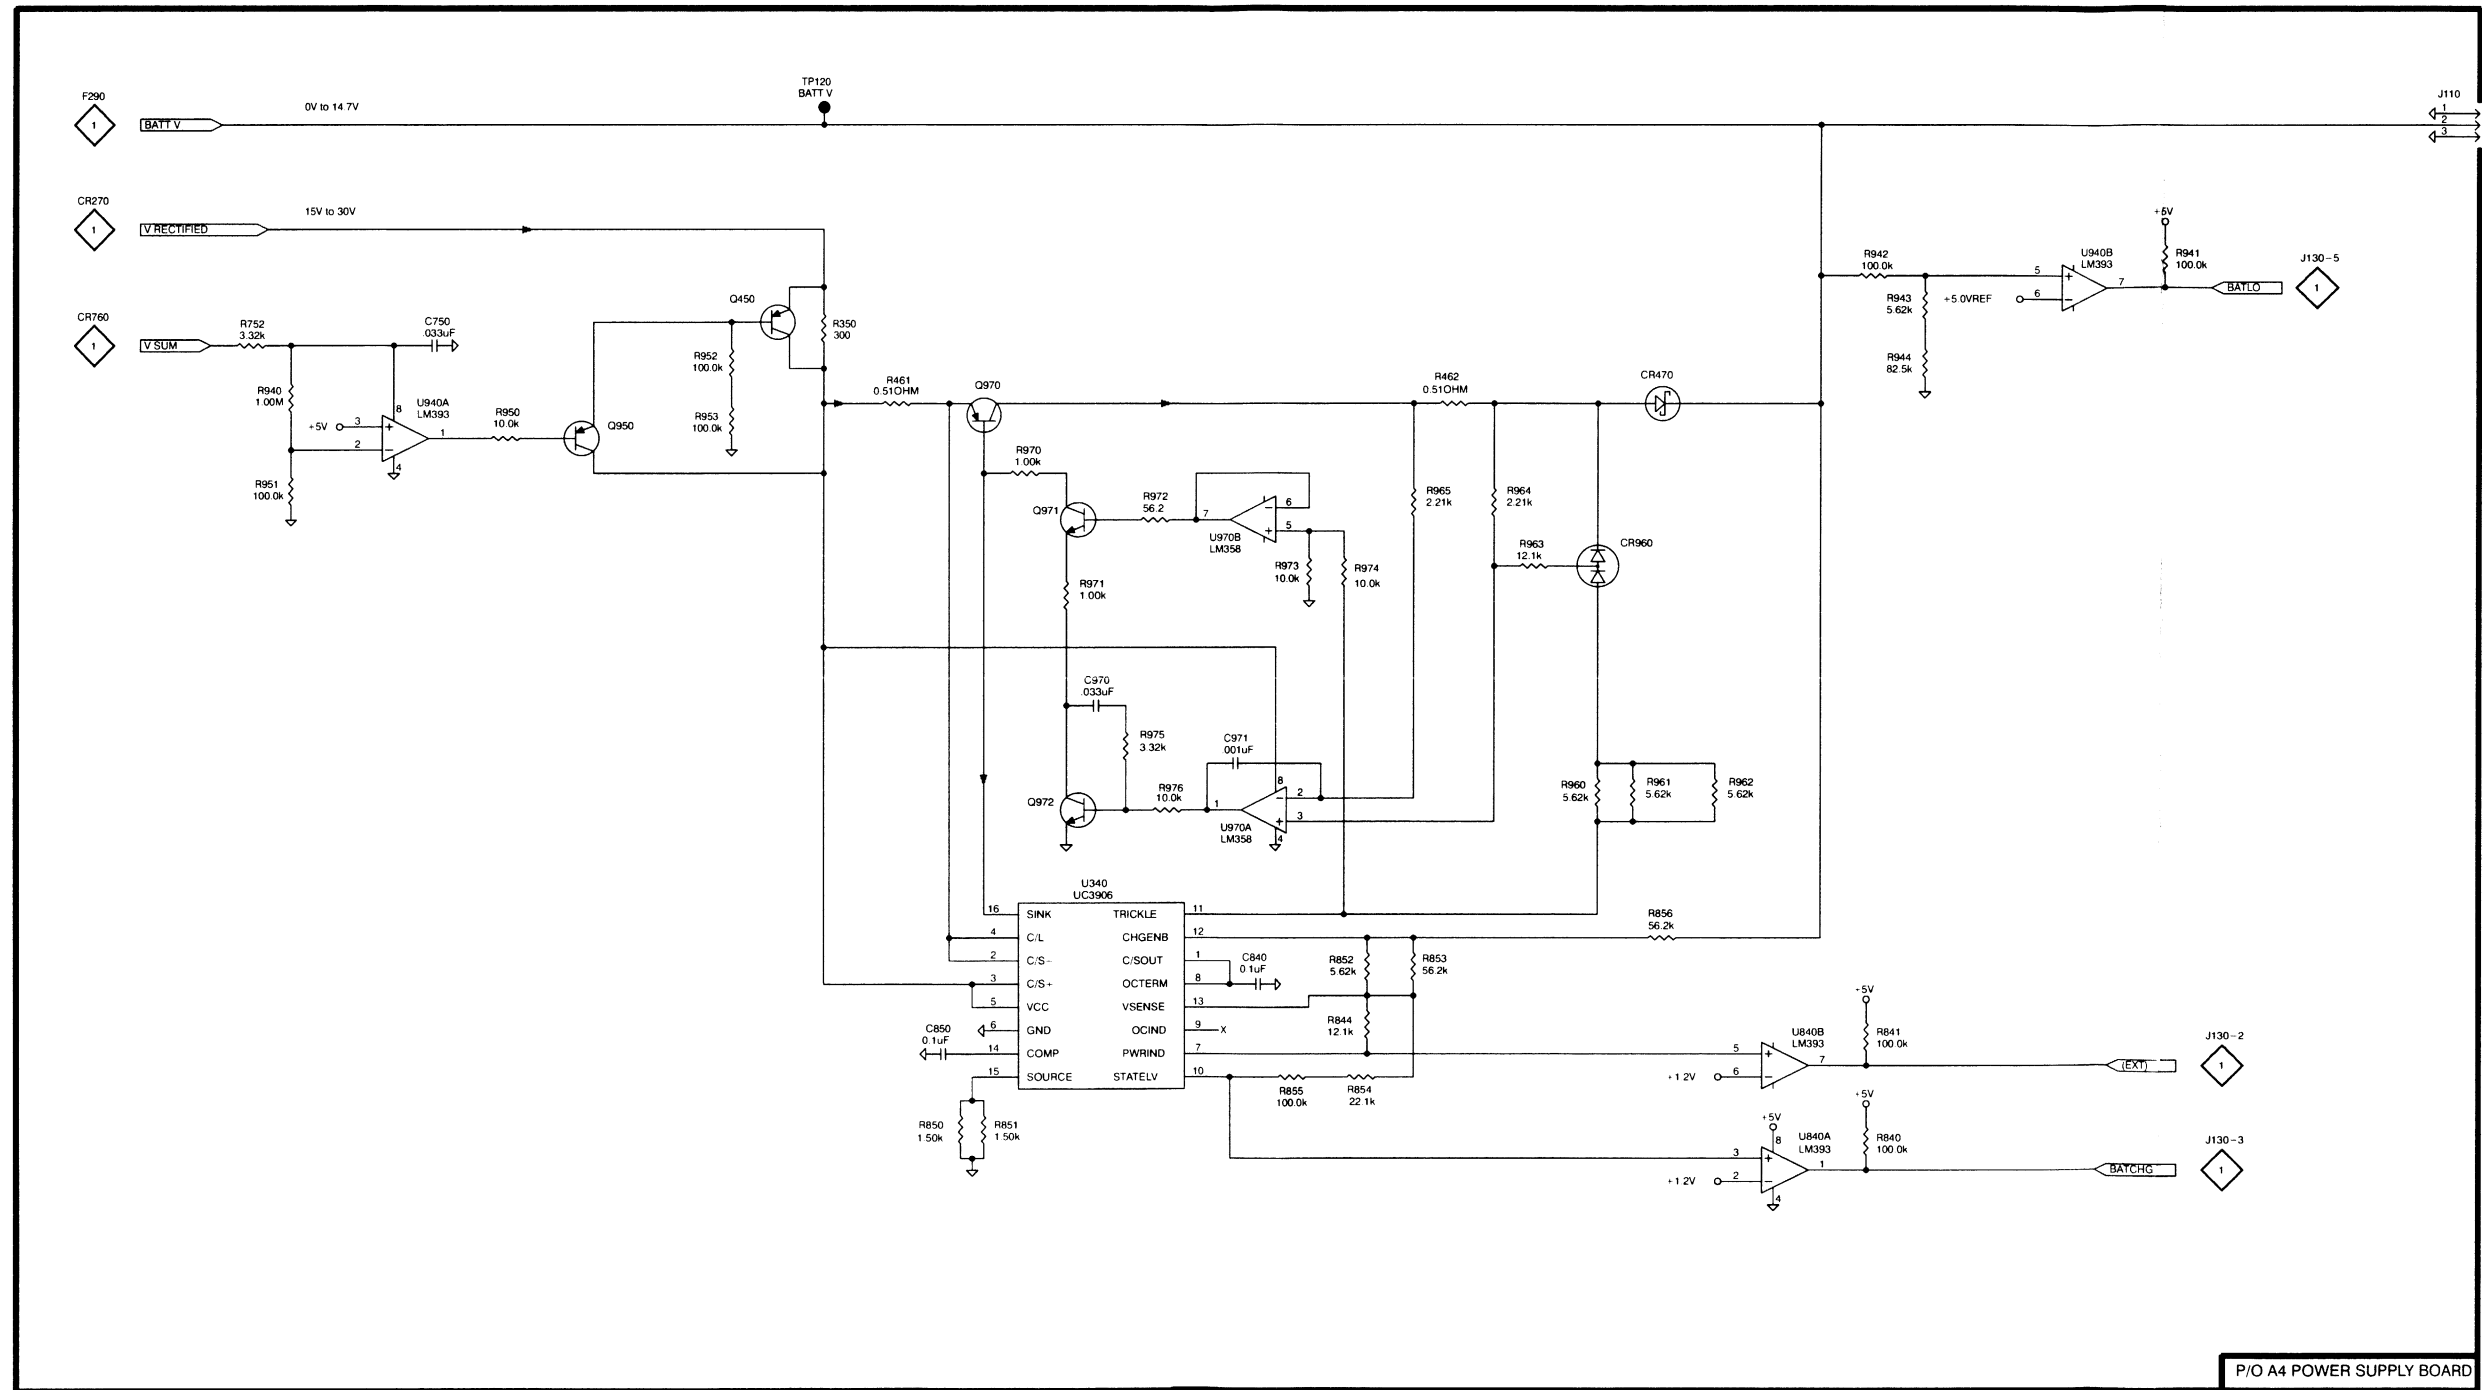 TP120
BATT V
F290
1
BATT V
0V to 14.7V
J110
1
2
3
CR270
1
V RECTIFIED
15V to 30V
CR760
1
V SUM
R752
3.32k
C750
.033uF
R940
1.00M
+5V
3
2
8
4
1
U940A
LM393
R951
100.0k
R950
10.0k
Q950
Q450
R350
300
R952
100.0k
R953
100.0k
R461
0.51OHM
Q970
R462
0.51OHM
CR470
R942
100.0k
R943
5.62k
R944
82.5k
+5.0VREF
5
6
7
U940B
LM393
+5V
R941
100.0k
BATLO
J130-5
1
R970
1.00k
Q971
R972
56.2
7
6
5
U970B
LM358
R973
10.0k
R974
10.0k
R965
2.21k
R964
2.21k
R963
12.1k
CR960
R971
1.00k
C970
.033uF
R975
3.32k
C971
.001uF
Q972
R976
10.0k
1
8
2
3
4
U970A
LM358
R960
5.62k
R961
5.62k
R962
5.62k
U340
UC3906
16 SINK TRICKLE 11
4 C/L CHGENB 12
2 C/S- C/SOUT 1
3 C/S+ OCTERM 8
5 VCC VSENSE 13
6 GND OCIND 9 X
14 COMP PWRIND 7
15 SOURCE STATELV 10
C850
0.1uF
R850
1.50k
R851
1.50k
C840
0.1uF
R852
5.62k
R853
56.2k
R856
56.2k
R844
12.1k
R855
100.0k
R854
22.1k
+5V
U840B
LM393
R841
100.0k
5
6
7
+1.2V
(EXT)
J130-2
1
+5V
+5V
8
U840A
LM393
R840
100.0k
3
2
1
4
+1.2V
BATCHG
J130-3
1
P/O A4 POWER SUPPLY BOARD